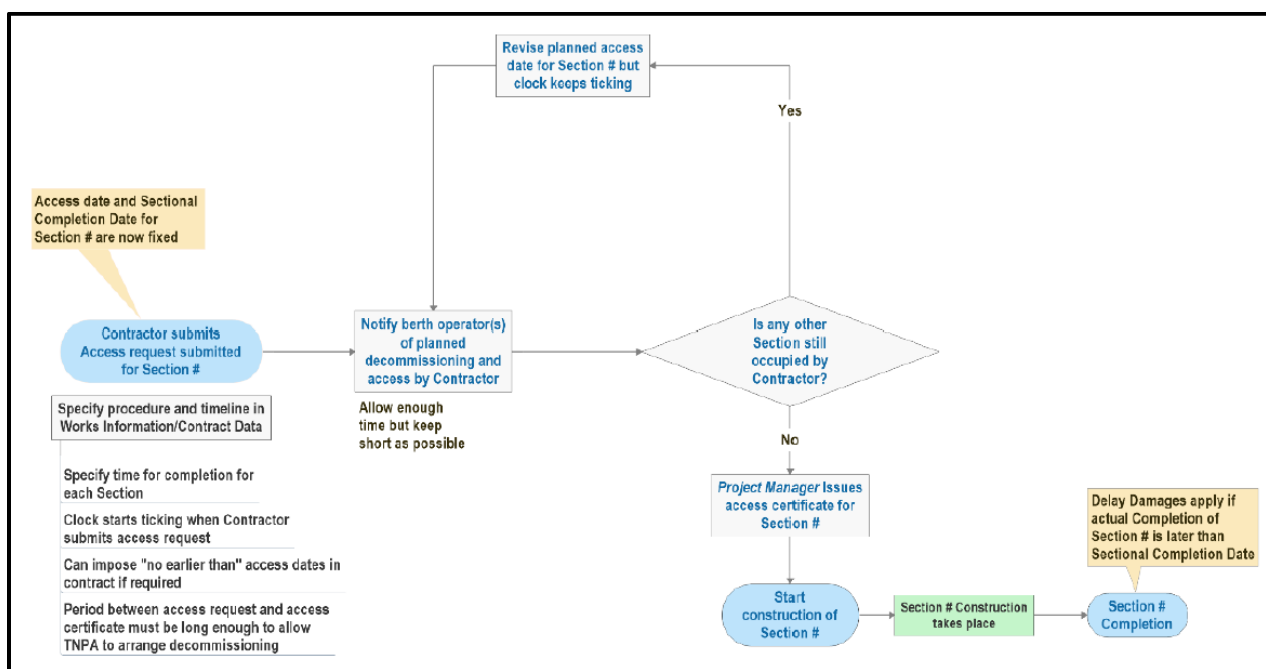 Revise planned access
date for Section # but
clock keeps ticking
Yes
Access date and Sectional
Completion Date for
Section # are now fixed
Contractor submits
Access request submitted
for Section #
Notify berth operator(s)
of planned
decommissioning and
access by Contractor
Is any other
Section still
occupied by
Contractor?
Allow enough
time but keep
short as possible
Specify procedure and timeline in
Works Information/Contract Data
Specify time for completion for
each Section
Clock starts ticking when Contractor
submits access request
Can impose "no earlier than" access dates in
contract if required
Period between access request and access
certificate must be long enough to allow
TNPA to arrange decommissioning
No
Project Manager Issues
access certificate for
Section #
Delay Damages apply if
actual Completion of
Section # is later than
Sectional Completion Date
Start
construction of
Section #
Section # Construction
takes place
Section #
Completion